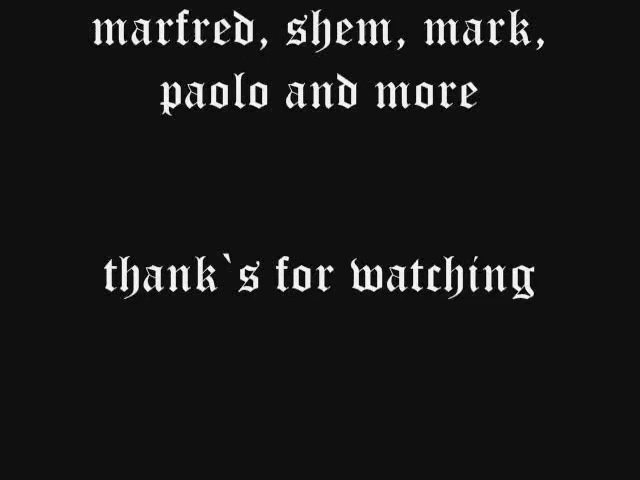 marfred, shem, mark,
paolo and more
thank`s for watching